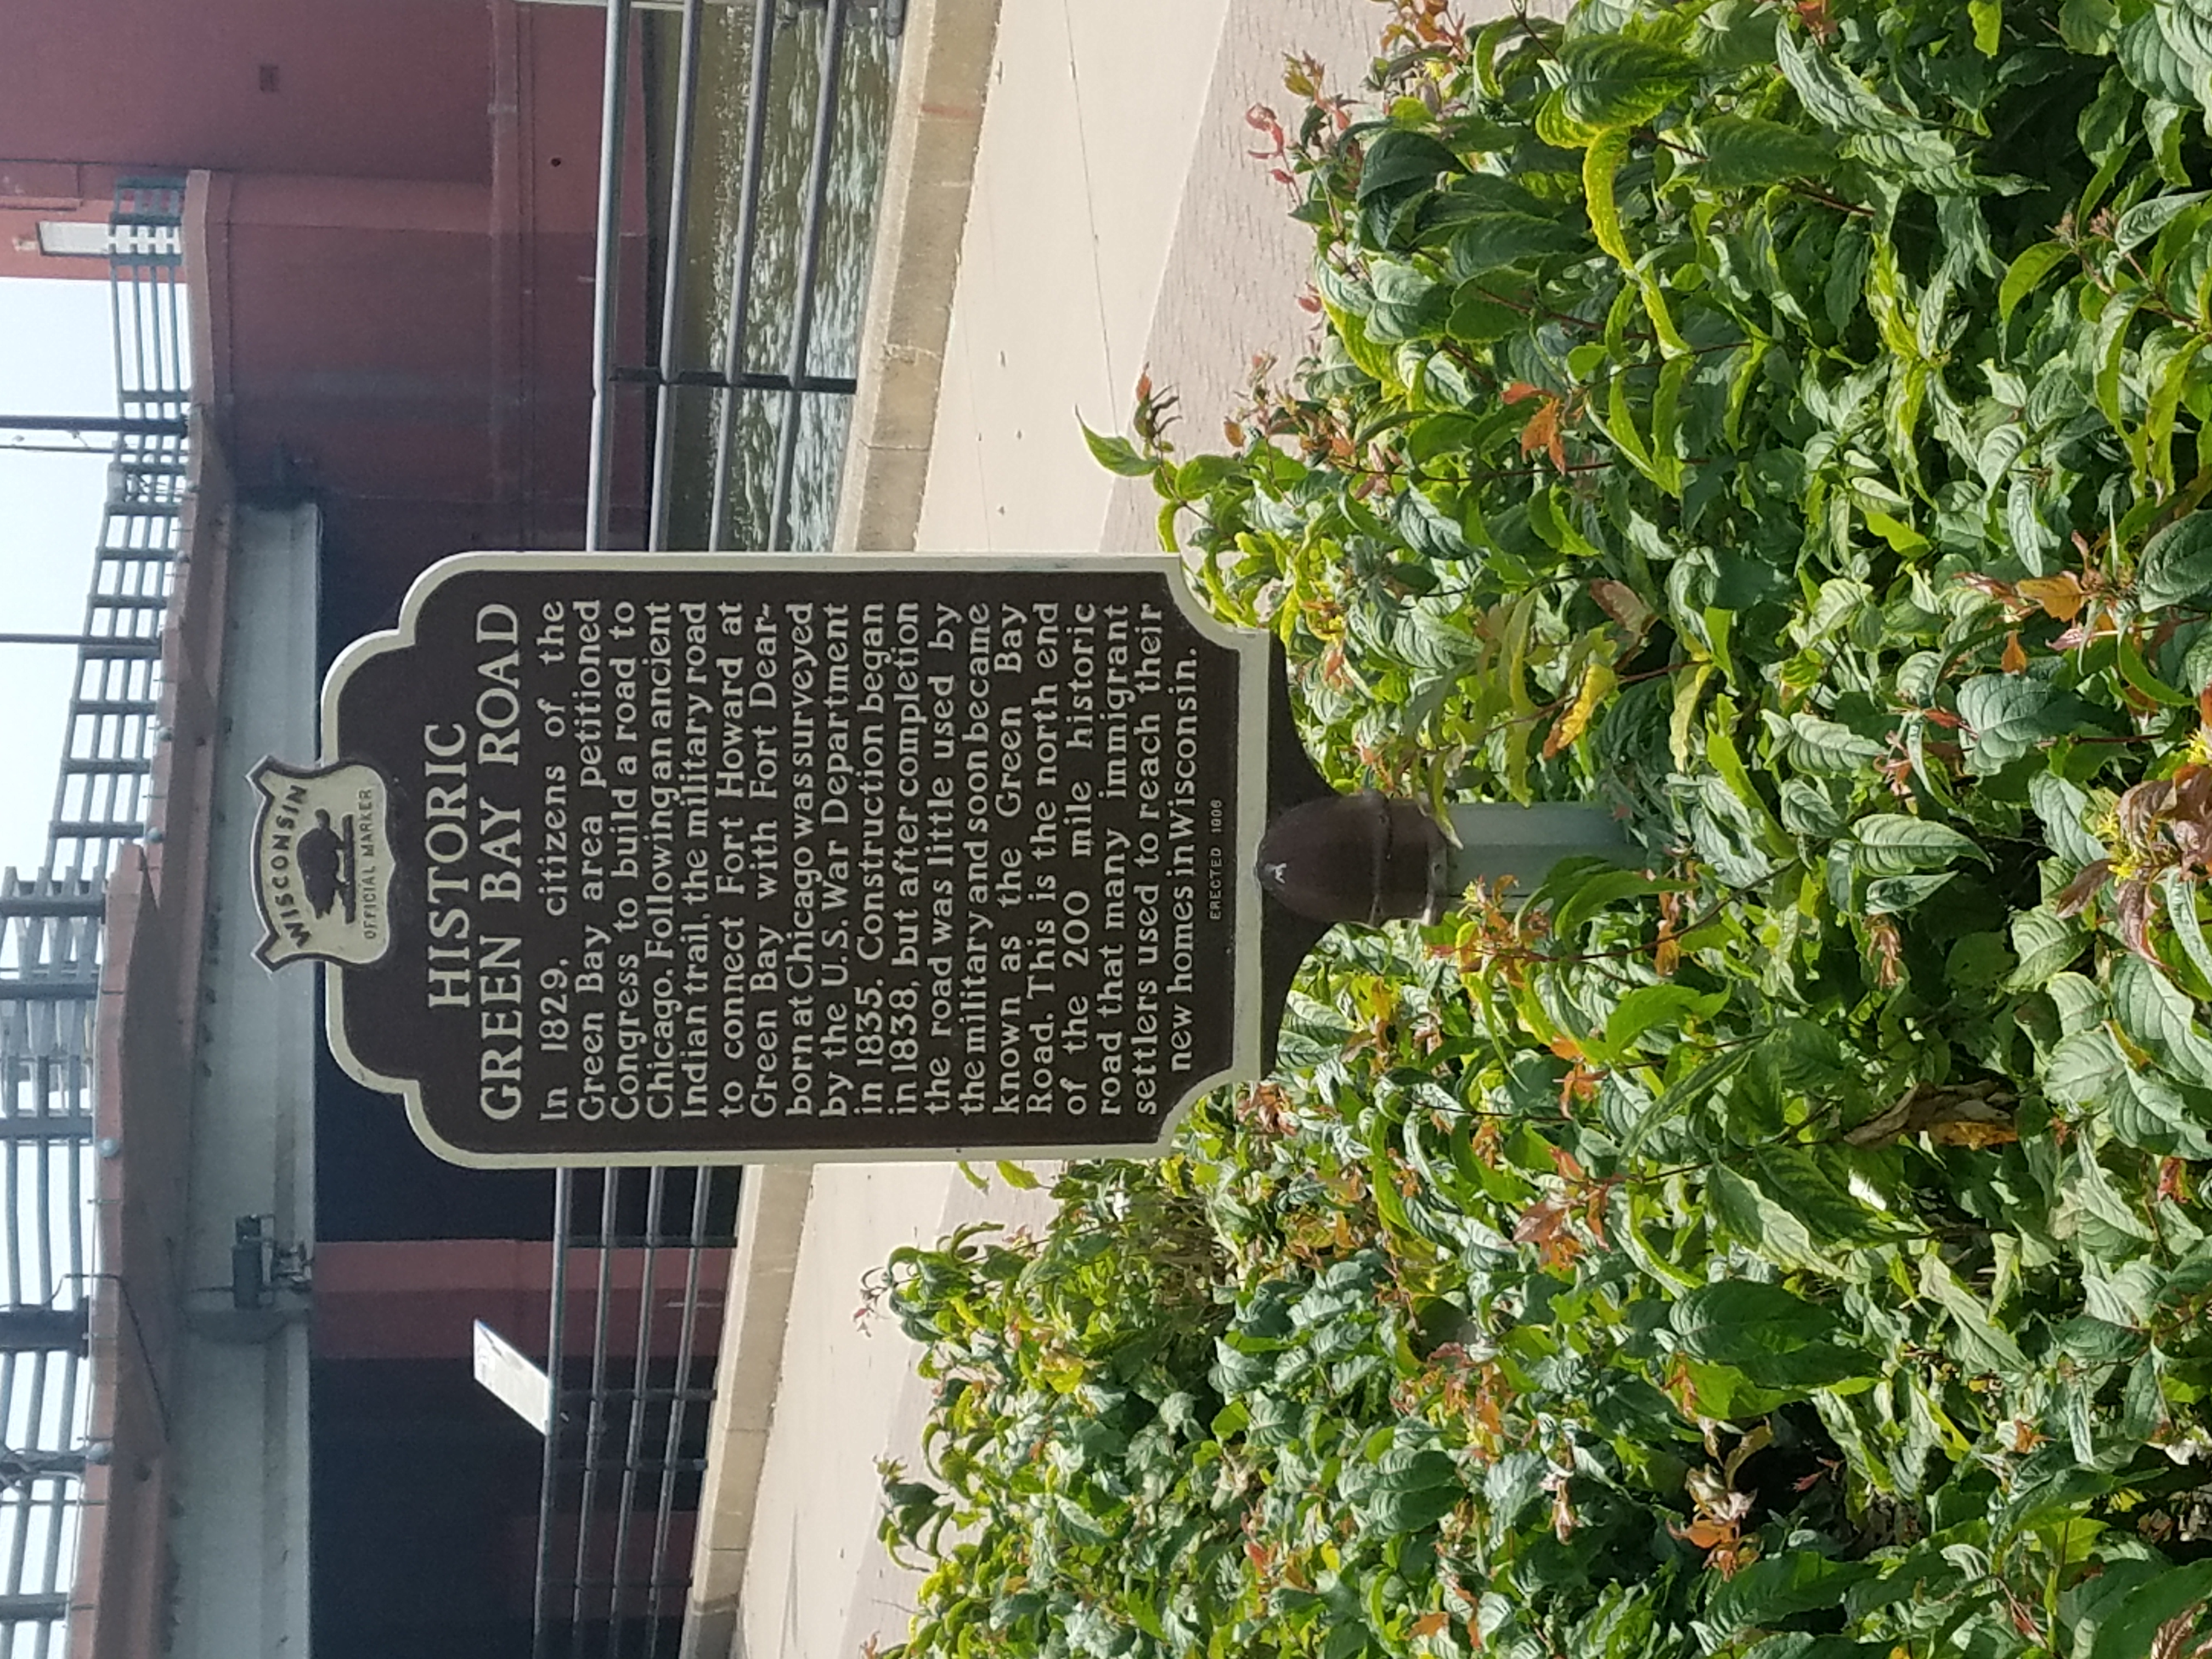 WISCONSIN
OFFICIAL MARKER
HISTORIC
GREEN BAY ROAD
In 1829, citizens of the
Green Bay area petitioned
Congress to build a road to
Chicago. Following an ancient
Indian trail, the military road
to connect Fort Howard at
Green Bay with Fort Dear-
born at Chicago was surveyed
by the U.S. War Department
in 1835. Construction began
in 1838, but after completion
the road was little used by
the military and soon became
known as the Green Bay
Road. This is the north end
of the 200 mile historic
road that many immigrant
settlers used to reach their
new homes in Wisconsin.
ERECTED 1996